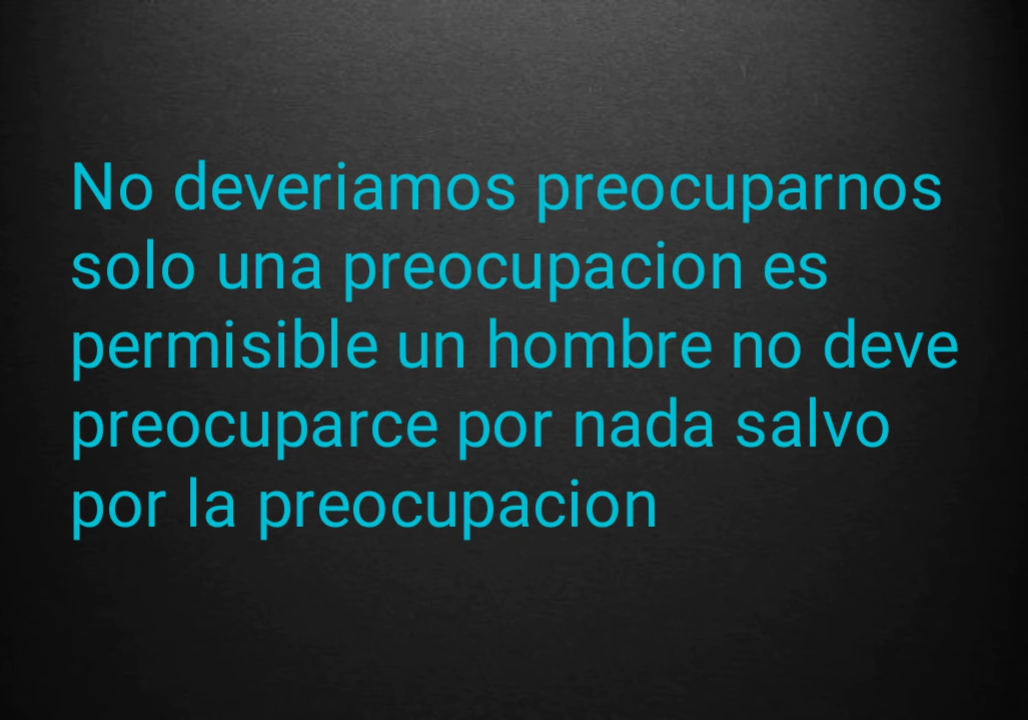 No deveriamos preocuparnos
solo una preocupacion es
permisible un hombre no deve
preocuparce por nada salvo
por la preocupacion